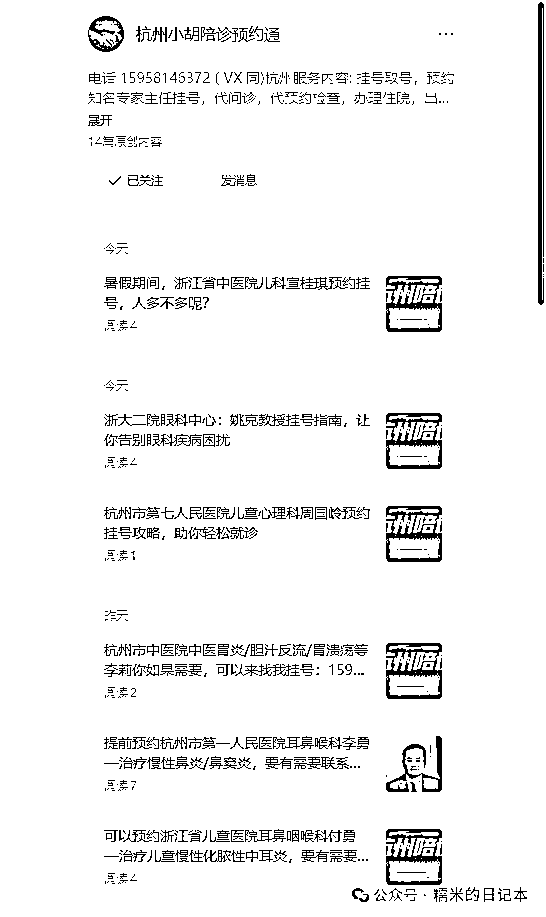 杭州小胡陪诊预约通
电话 15958146372 ( VX 同)杭州服务内容: 挂号取号，预约
知名专家主任挂号，代问诊，代预约检查，办理住院，出...
展开
14篇原创内容
已关注
发消息
今天
暑假期间，浙江省中医院儿科宣桂琪预约挂
号，人多不多呢？
阅读 4
今天
浙大二院眼科中心：姚克教授挂号指南，让
你告别眼科疾病困扰
阅读 4
杭州市第七人民医院儿童心理科周国岭预约
挂号攻略，助你轻松就诊
阅读 1
昨天
杭州市中医院中医胃炎/胆汁反流/胃溃疡等
李莉你如果需要，可以来找我挂号：159...
阅读 2
提前预约杭州市第一人民医院耳鼻喉科李勇
—治疗慢性鼻炎/鼻窦炎，要有需要联系...
阅读 7
可以预约浙江省儿童医院耳鼻咽喉科付勇
—治疗儿童慢性化脓性中耳炎，要有需要...
阅读 4
公众号 · 糯米的日记本